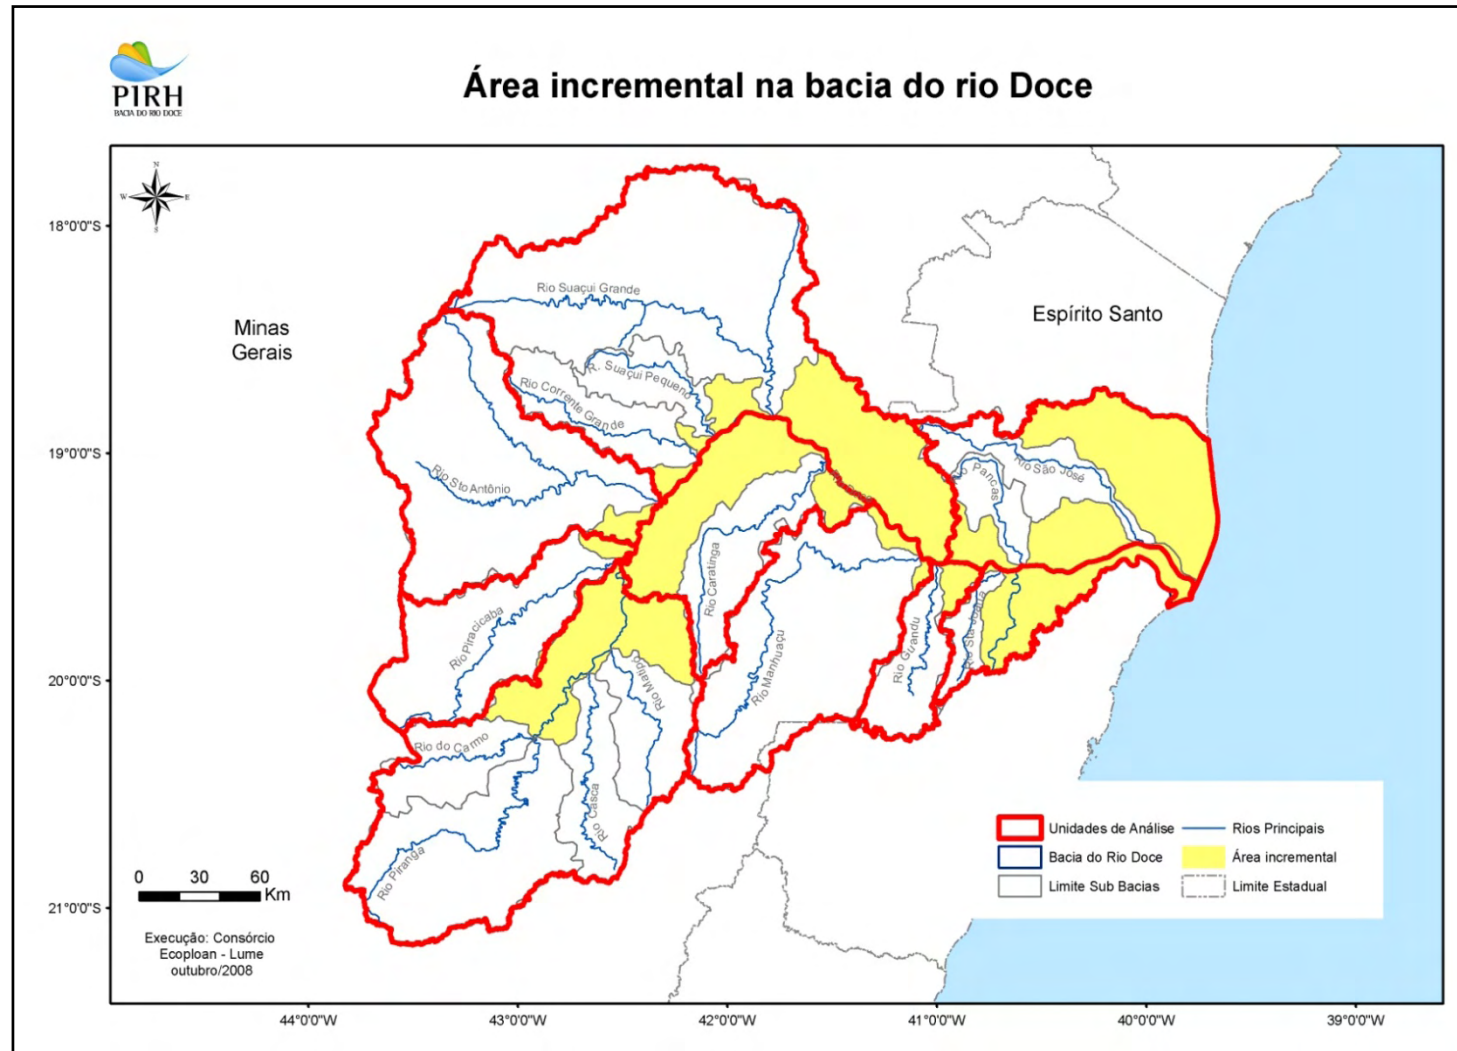 PIRH
BACIA DO RIO DOCE
Área incremental na bacia do rio Doce
N
W
E
S
18°0'0"S
19°0'0"S
20°0'0"S
21°0'0"S
Minas
Gerais
Espírito Santo
Rio Suaçui Grande
R. Suaçui Pequeno
Rio Corrente Grande
Rio Sto Antônio
Rio São José
Pancas
Rio Caratinga
Rio Piracicaba
Rio Manhuaçu
Rio Guandu
Rio Sta Joana
Rio Matipó
Rio do Carmo
Rio Casca
Rio Piranga
0 30 60
Km
Execução: Consórcio
Ecoploan - Lume
outubro/2008
Unidades de Análise
Rios Principais
Bacia do Rio Doce
Área incremental
Limite Sub Bacias
Limite Estadual
44°0'0"W
43°0'0"W
42°0'0"W
41°0'0"W
40°0'0"W
39°0'0"W